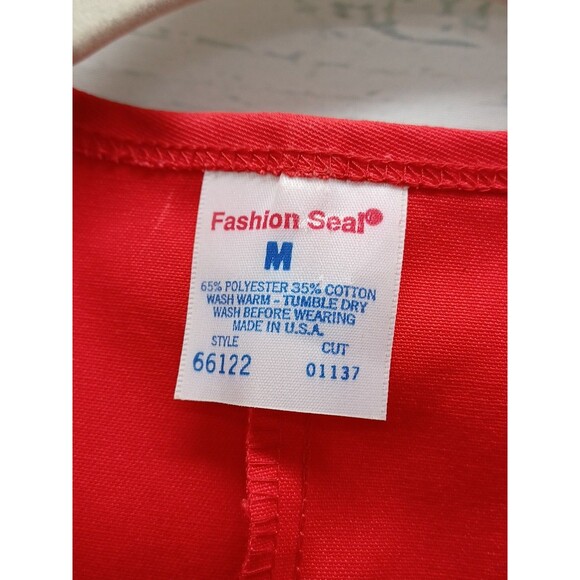 Fashion Seal
M
65% POLYESTER 35% COTTON
WASH WARM - TUMBLE DRY
WASH BEFORE WEARING
MADE IN U.S.A.
STYLE CUT
66122 01137